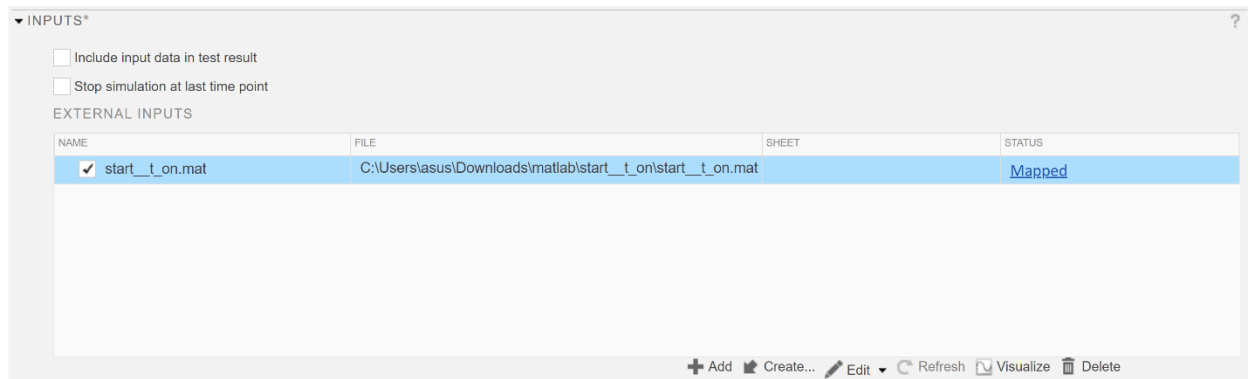 INPUTS*
?
Include input data in test result
Stop simulation at last time point
EXTERNAL INPUTS
NAME FILE SHEET STATUS
start__t_on.mat C:\Users\asus\Downloads\matlab\start__t_on\start__t_on.mat Mapped
Add Create... Edit Refresh Visualize Delete